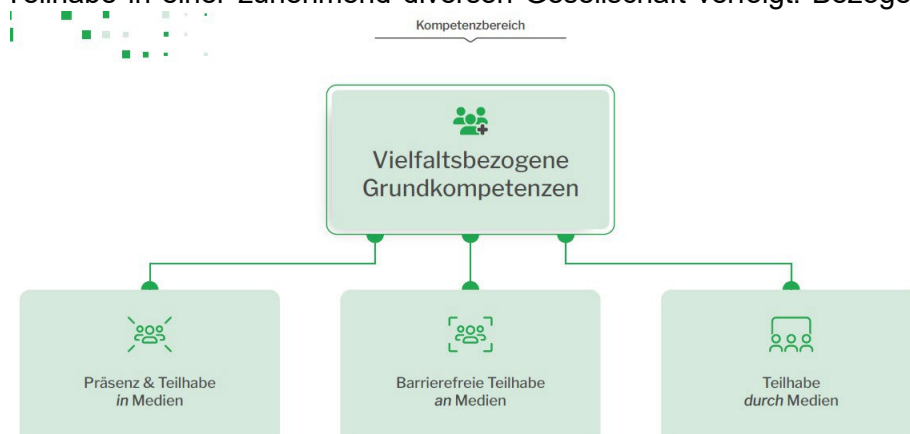 Teilhabe in einer zunehmend diversen Gesellschaft verfolgt. Bezoge
Kompetenzbereich
Vielfaltsbezogene
Grundkompetenzen
Präsenz & Teilhabe
in Medien
Barrierefreie Teilhabe
an Medien
Teilhabe
durch Medien